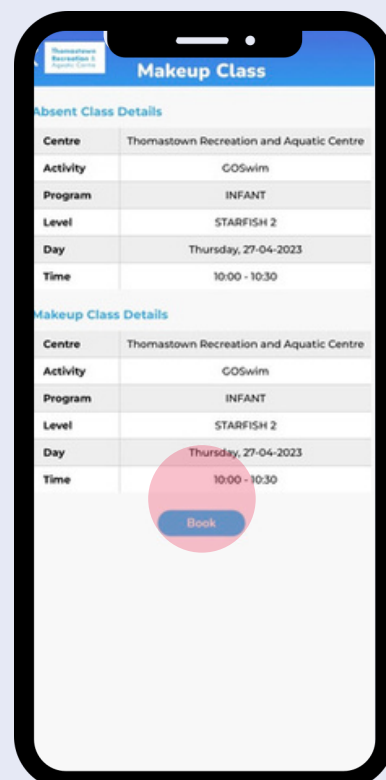 Thomastown
Recreation &
Aquatic Centre
Makeup Class
Absent Class Details
Centre Thomastown Recreation and Aquatic Centre
Activity GOSwim
Program INFANT
Level STARFISH 2
Day Thursday, 27-04-2023
Time 10:00 - 10:30
Makeup Class Details
Centre Thomastown Recreation and Aquatic Centre
Activity GOSwim
Program INFANT
Level STARFISH 2
Day Thursday, 27-04-2023
Time 10:00 - 10:30
Book